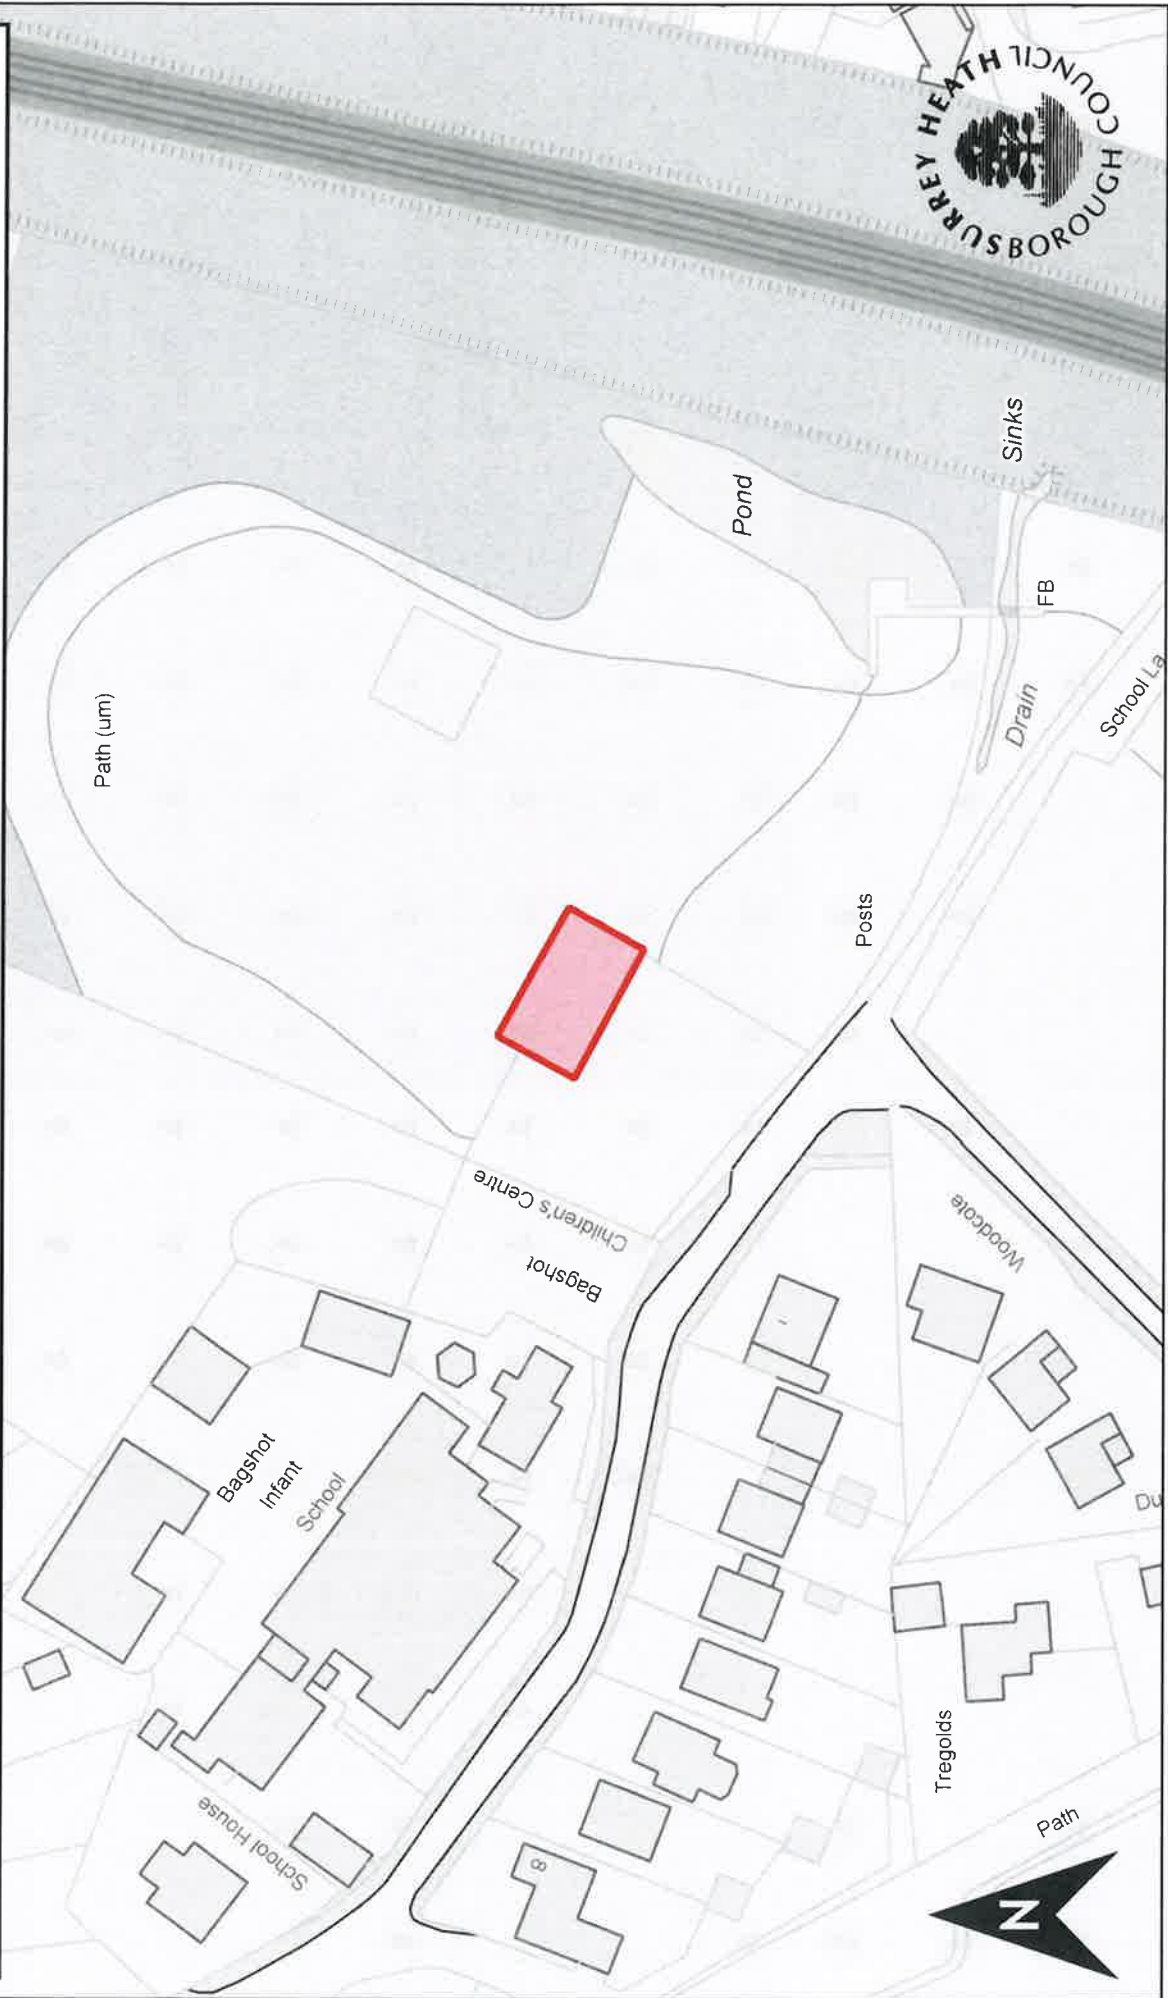 SURREY HEATH
BOROUGH COUNCIL
Path (um)
Pond
Sinks
FB
Drain
School La
Posts
Children's Centre
Bagshot
Woodcote
Bagshot
Infant
School
Du
School House
8
Tregolds
Path
N